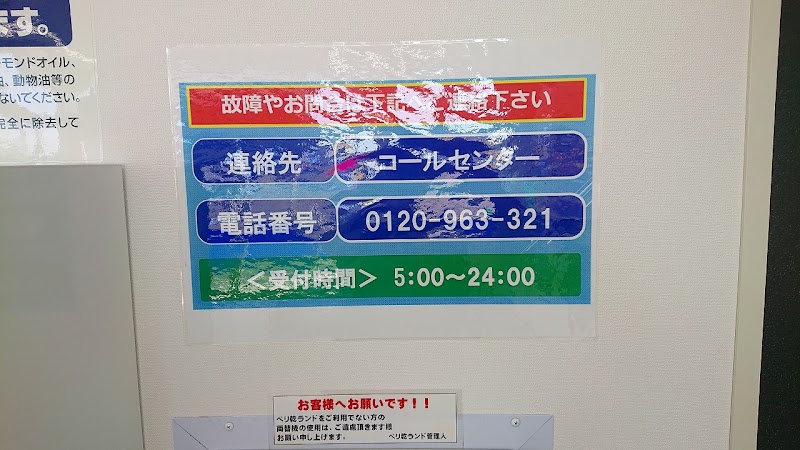 ます。
モンドオイル、
油、動物油等の
ないでください。
完全に除去して
故障やお問合は下記へご連絡下さい
連絡先 コールセンター
電話番号 0120-963-321
＜受付時間＞ 5:00～24:00
お客様へお願いです！！
ベリ乾ランドをご利用でない方の
両替機の使用は、ご遠慮頂きます様
お願い申し上げます。 ベリ乾ランド管理人